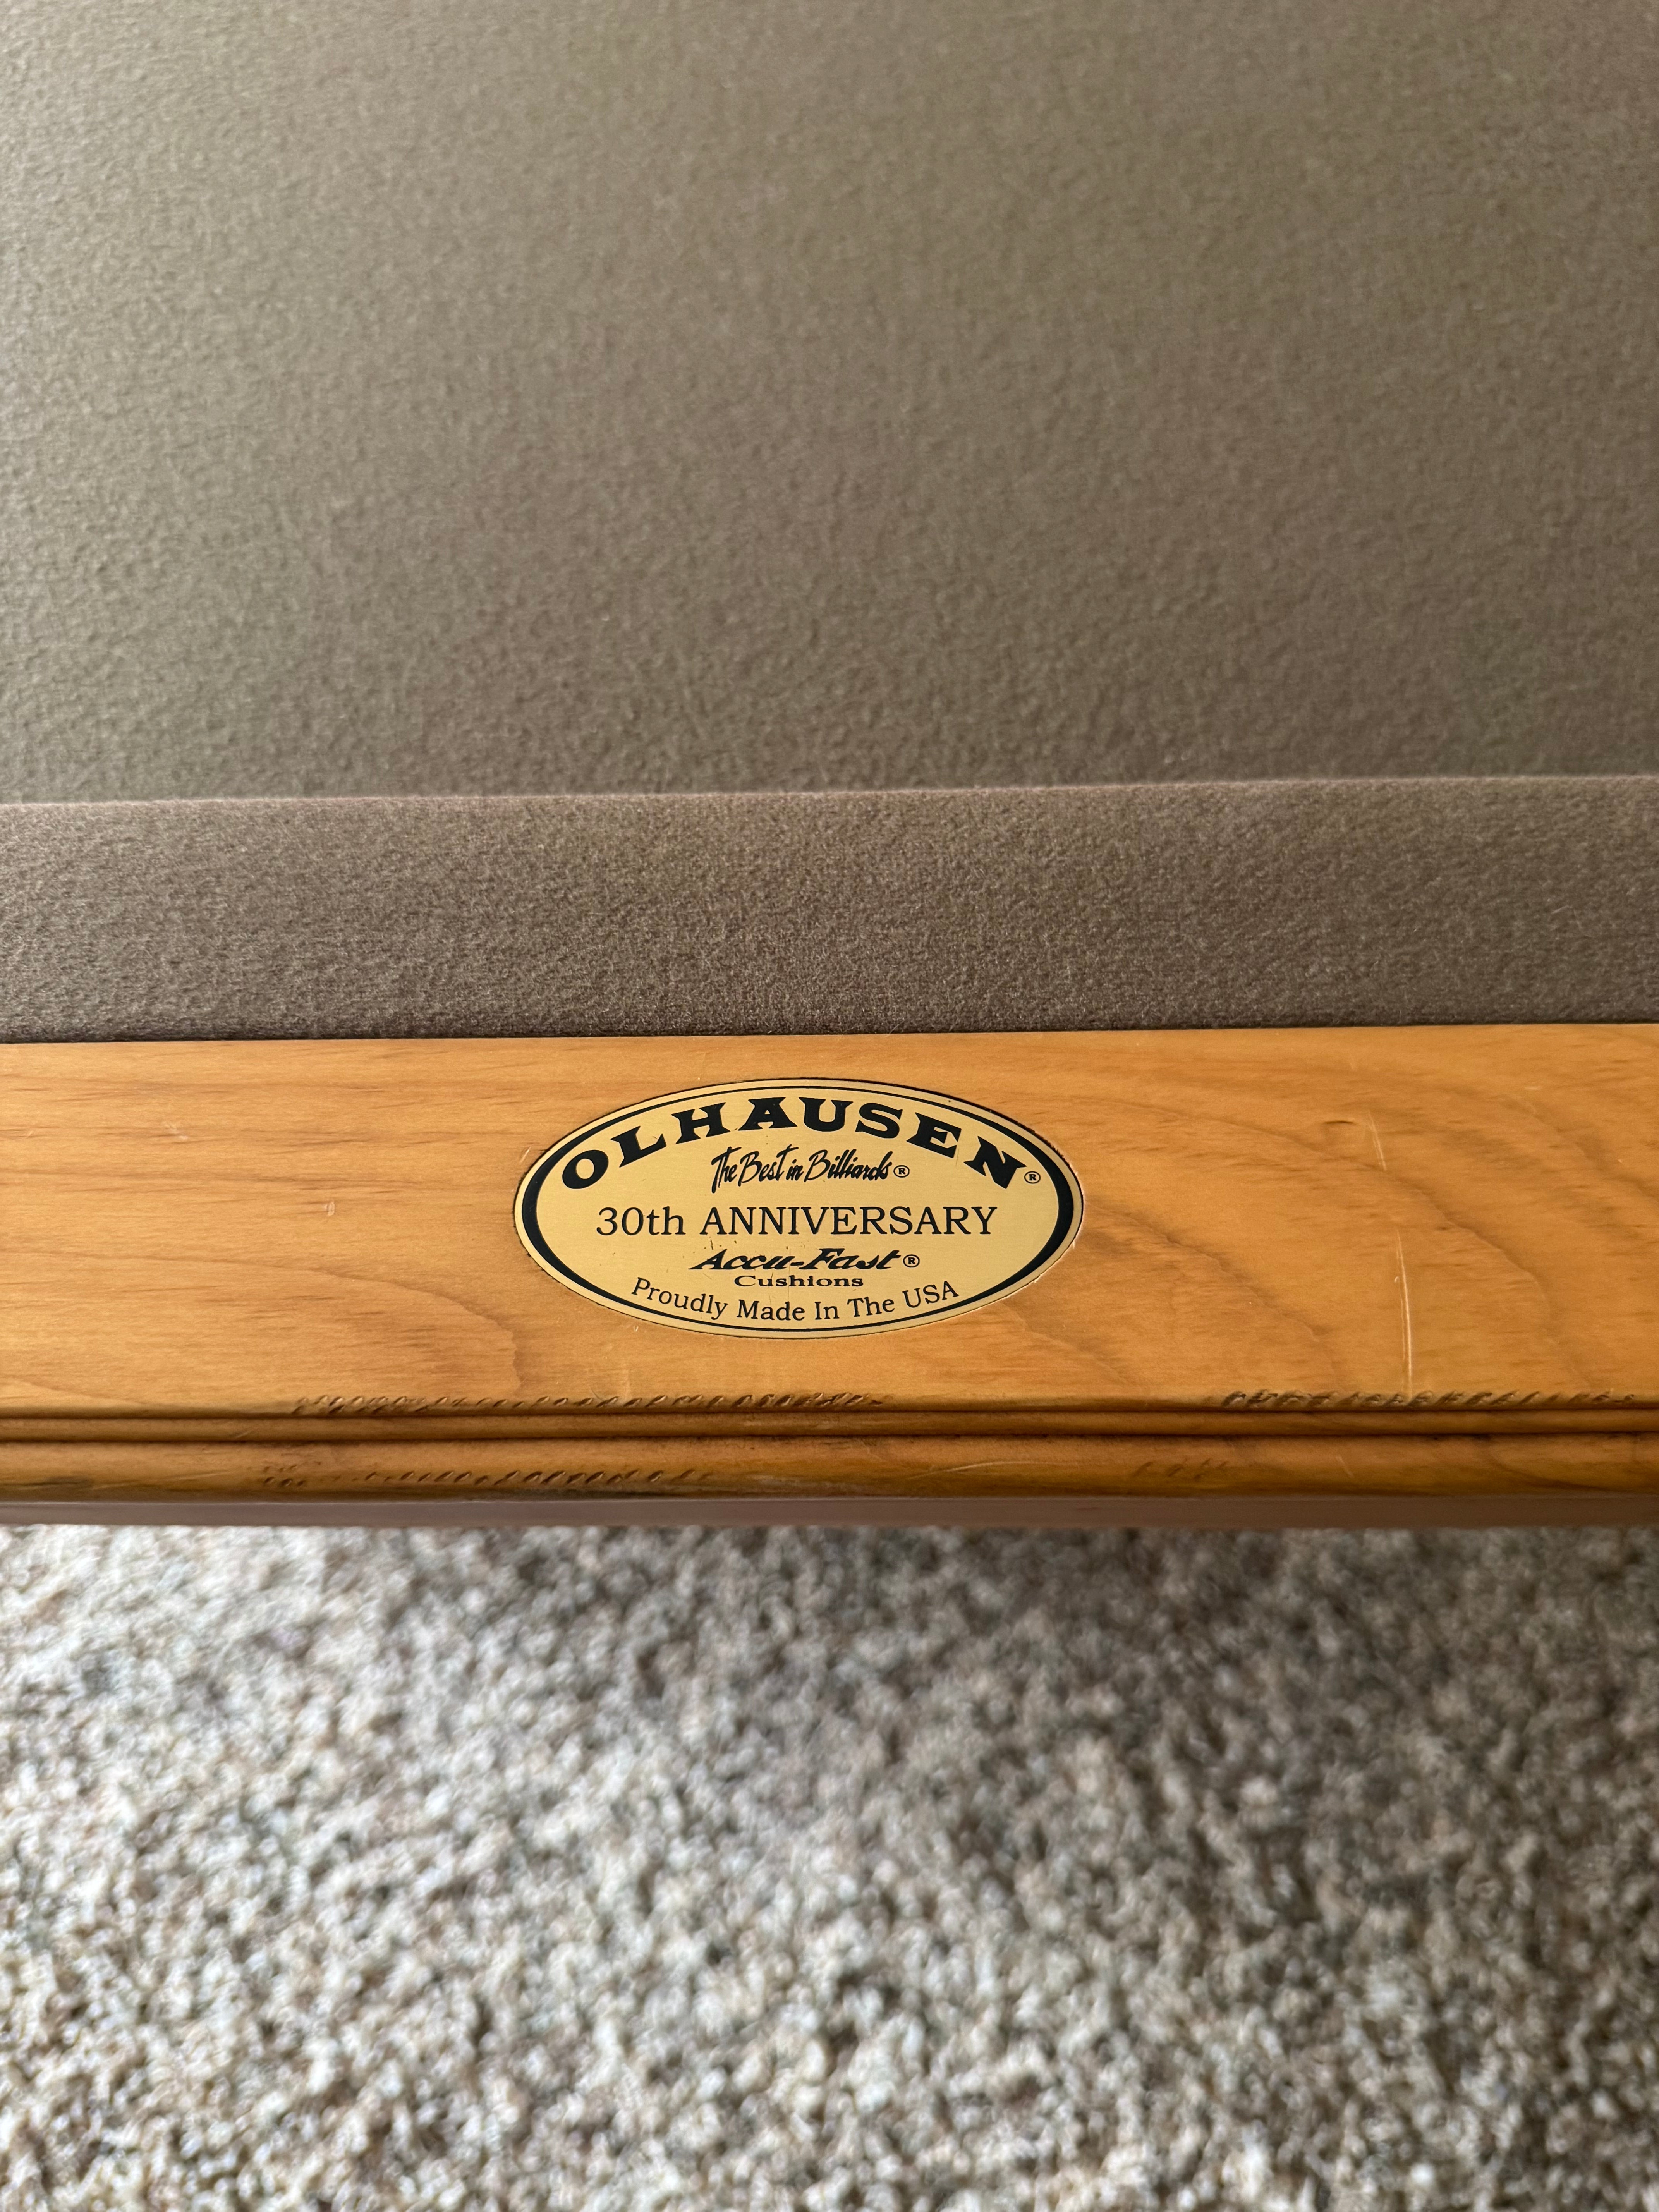 OLHAUSEN®
The Best in Billiards®
30th ANNIVERSARY
Accu-Fast®
Cushions
Proudly Made In The USA